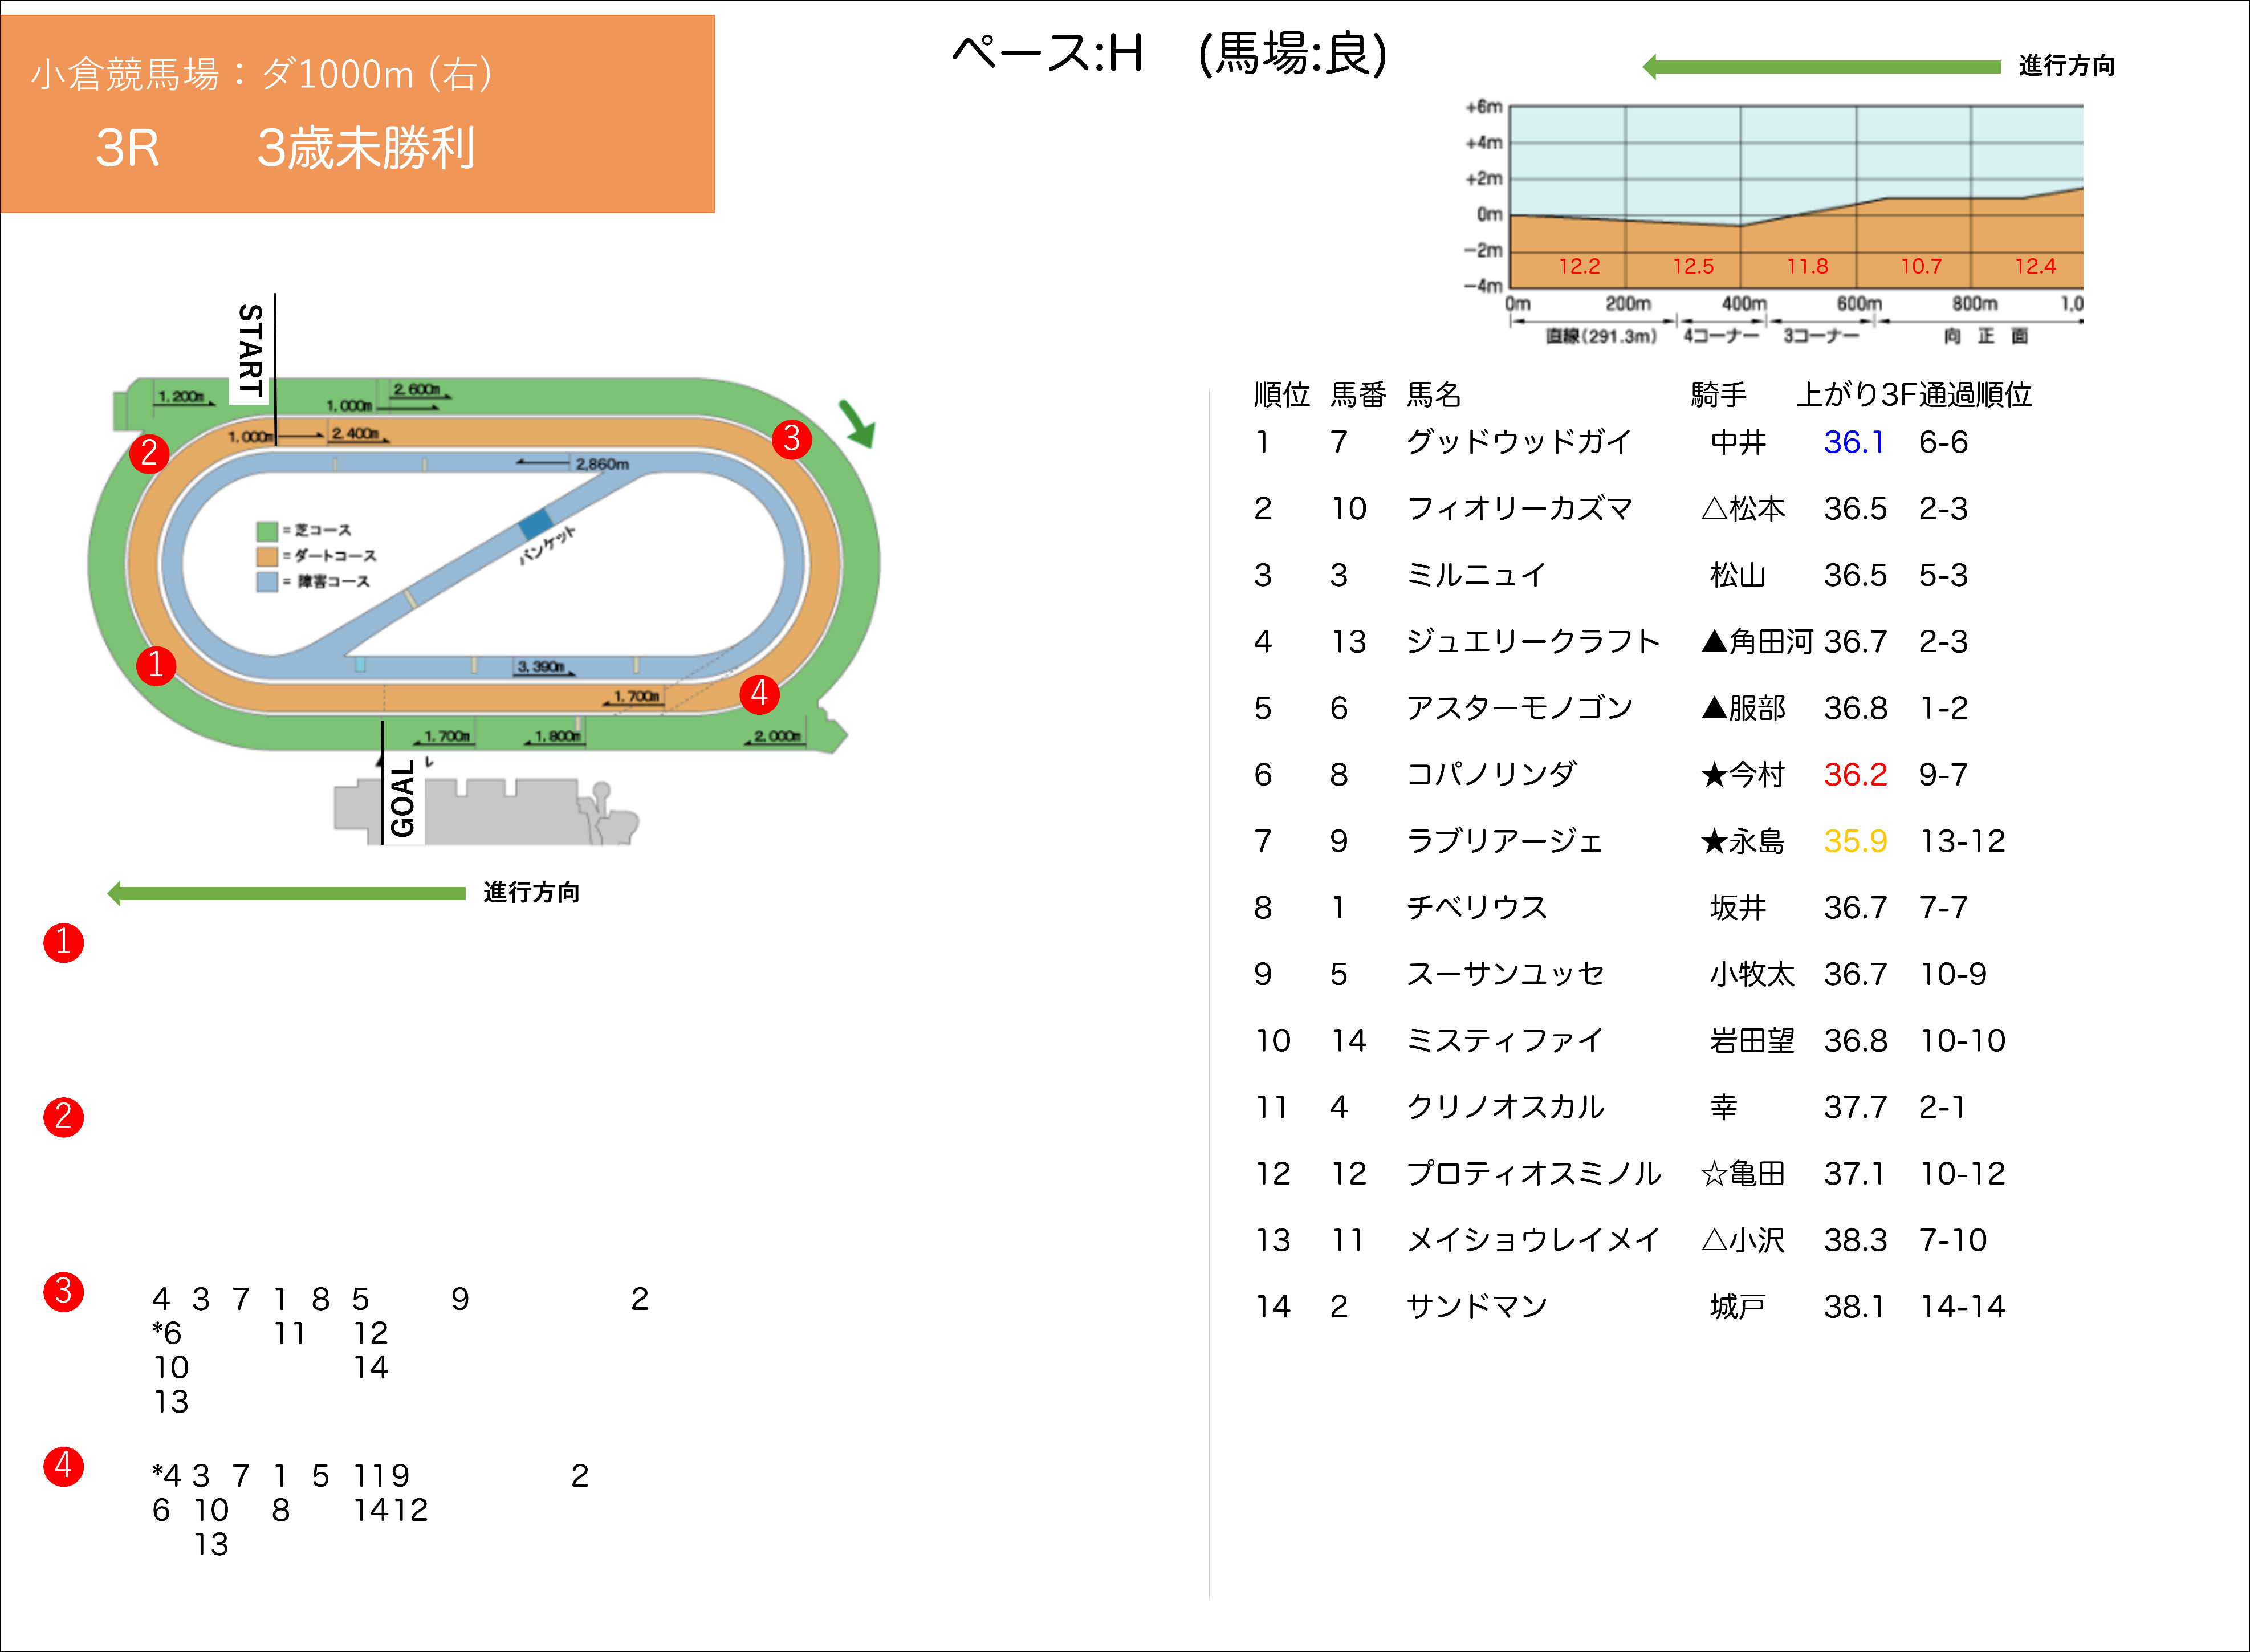 小倉競馬場：ダ1000m (右)
3R 3歳未勝利
ペース:H (馬場:良)
進行方向
+6m
+4m
+2m
0m
−2m
−4m
12.2 12.5 11.8 10.7 12.4
0m 200m 400m 600m 800m 1,0
直線(291.3m) 4コーナー 3コーナー 向 正 面
START
1,200m
2,600m
1,000m
1,000m
2,400m
2
3
2,860m
= 芝コース
= ダートコース
= 障害コース
バンケット
1
3,390m
4
1,700m
1,700m
1,800m
2,000m
GOAL
進行方向
1
2
3
4 3 7 1 8 5 9 2
*6 11 12
10 14
13
4
*4 3 7 1 5 11 9 2
6 10 8 14 12
13
順位 馬番 馬名 騎手 上がり3F 通過順位
1 7 グッドウッドガイ 中井 36.1 6-6
2 10 フィオリーカズマ △松本 36.5 2-3
3 3 ミルニュイ 松山 36.5 5-3
4 13 ジュエリークラフト ▲角田河 36.7 2-3
5 6 アスターモノゴン ▲服部 36.8 1-2
6 8 コパノリンダ ★今村 36.2 9-7
7 9 ラブリアージェ ★永島 35.9 13-12
8 1 チベリウス 坂井 36.7 7-7
9 5 スーサンユッセ 小牧太 36.7 10-9
10 14 ミスティファイ 岩田望 36.8 10-10
11 4 クリノオスカル 幸 37.7 2-1
12 12 プロティオスミノル ☆亀田 37.1 10-12
13 11 メイショウレイメイ △小沢 38.3 7-10
14 2 サンドマン 城戸 38.1 14-14